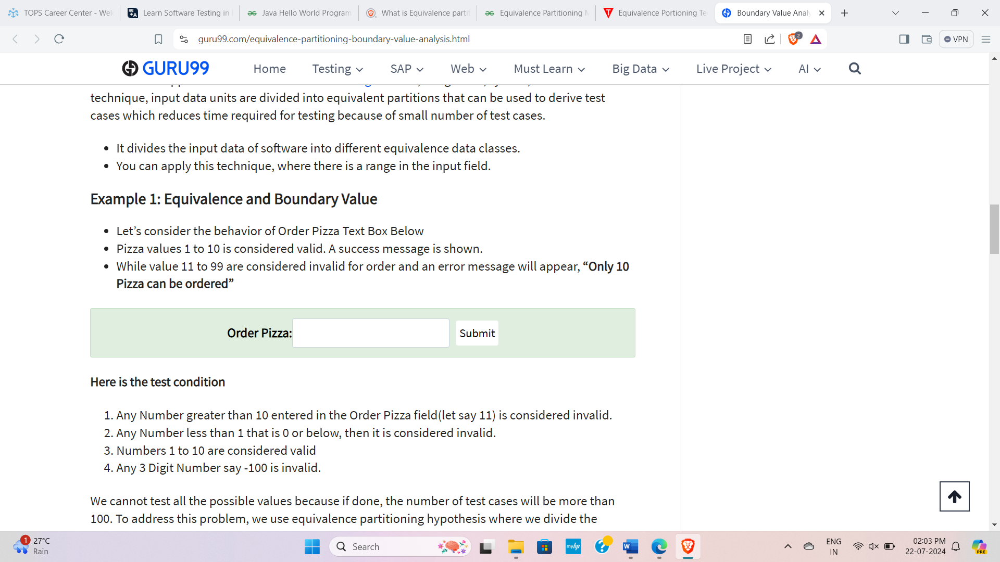 TOPS Career Center - Wel
Learn Software Testing in
Java Hello World Program
What is Equivalence parti
Equivalence Partitioning M
Equivalence Portioning Te
Boundary Value Analy
guru99.com/equivalence-partitioning-boundary-value-analysis.html
2
VPN
GURU99
Home
Testing
SAP
Web
Must Learn
Big Data
Live Project
AI
technique, input data units are divided into equivalent partitions that can be used to derive test
cases which reduces time required for testing because of small number of test cases.
• It divides the input data of software into different equivalence data classes.
• You can apply this technique, where there is a range in the input field.
Example 1: Equivalence and Boundary Value
• Let’s consider the behavior of Order Pizza Text Box Below
• Pizza values 1 to 10 is considered valid. A success message is shown.
• While value 11 to 99 are considered invalid for order and an error message will appear, “Only 10
Pizza can be ordered”
Order Pizza:
Submit
Here is the test condition
1. Any Number greater than 10 entered in the Order Pizza field(let say 11) is considered invalid.
2. Any Number less than 1 that is 0 or below, then it is considered invalid.
3. Numbers 1 to 10 are considered valid
4. Any 3 Digit Number say -100 is invalid.
We cannot test all the possible values because if done, the number of test cases will be more than
100. To address this problem, we use equivalence partitioning hypothesis where we divide the
1
27°C
Rain
Search
myhp
?
W
ENG
IN
02:03 PM
22-07-2024
PRE